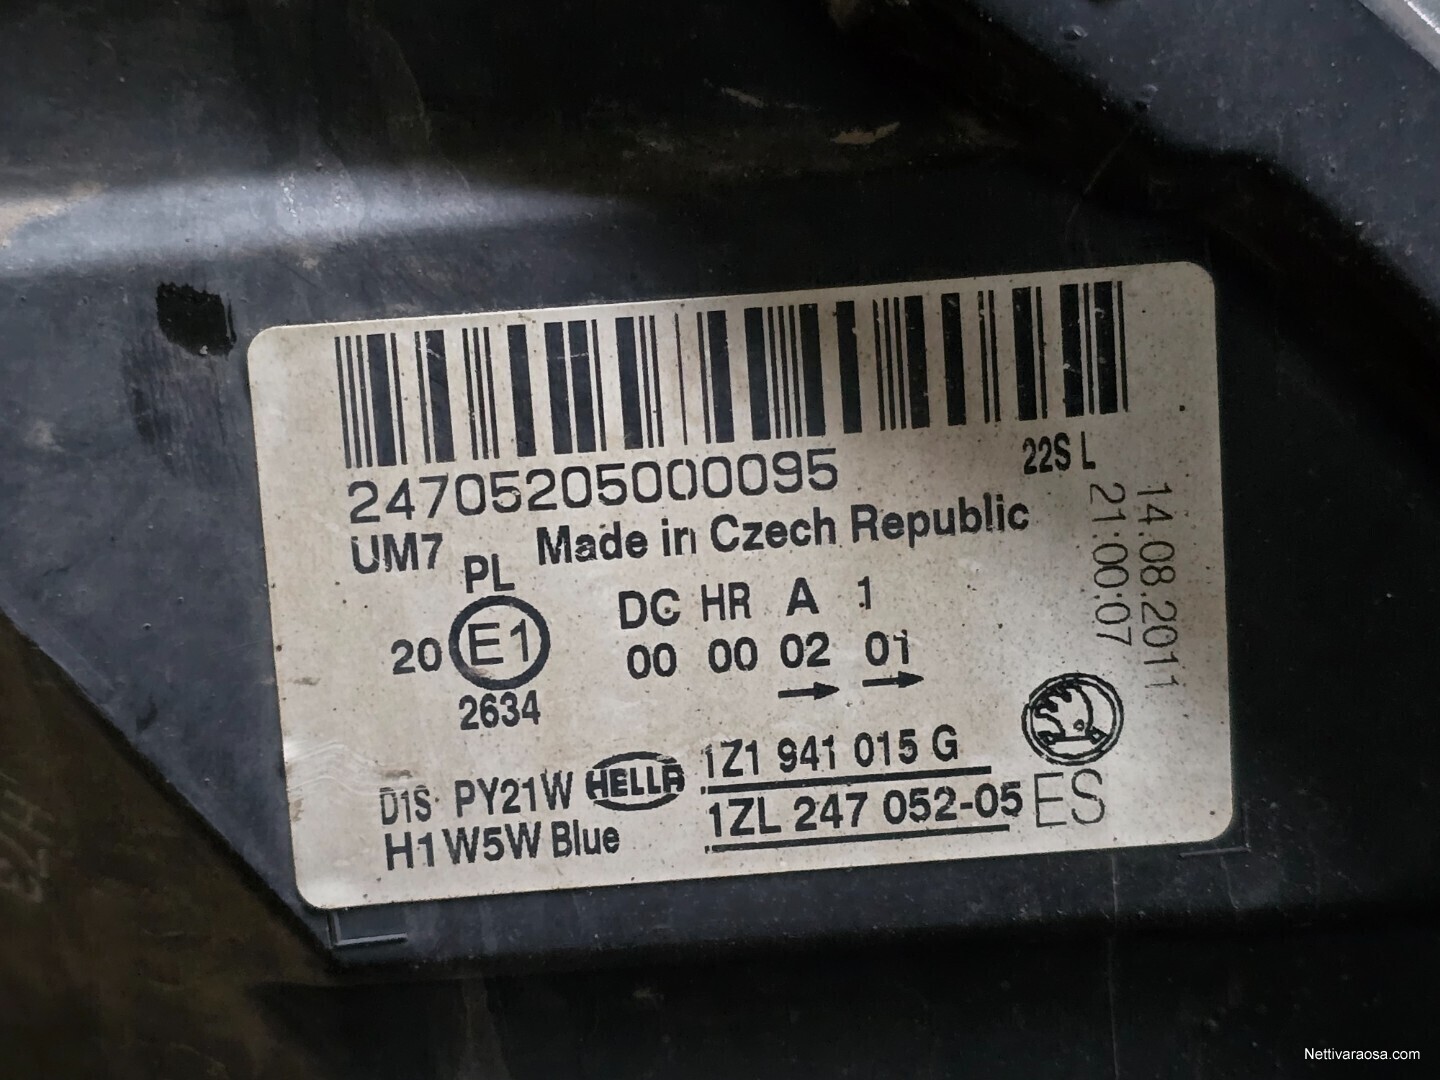 24705205000095
22S L
UM7
Made in Czech Republic
14.08.2011
21:00:07
PL
20 E1
2634
DC HR A 1
00 00 02 01
D1S PY21W HELLA 1Z1 941 015 G
H1 W5W Blue 1ZL 247 052-05 ES
Nettivaraosa.com